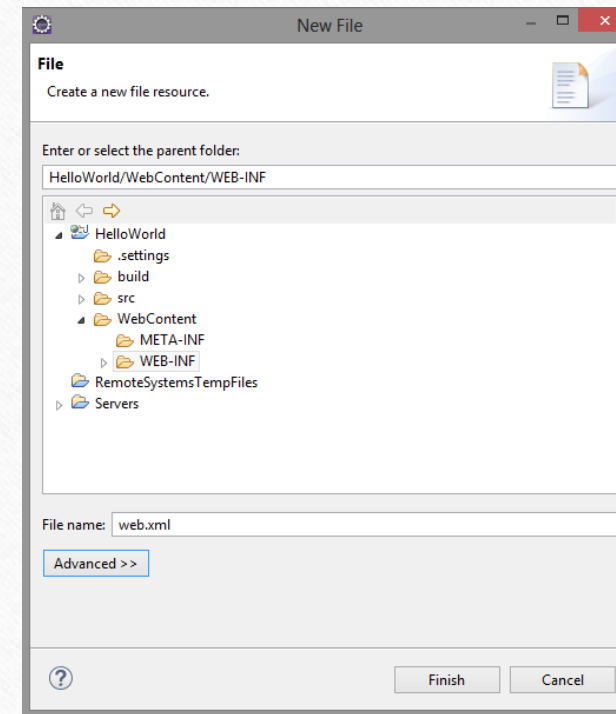 New File
File
Create a new file resource.
Enter or select the parent folder:
HelloWorld/WebContent/WEB-INF
HelloWorld
.settings
build
src
WebContent
META-INF
WEB-INF
RemoteSystemsTempFiles
Servers
File name: web.xml
Advanced >>
? Finish Cancel